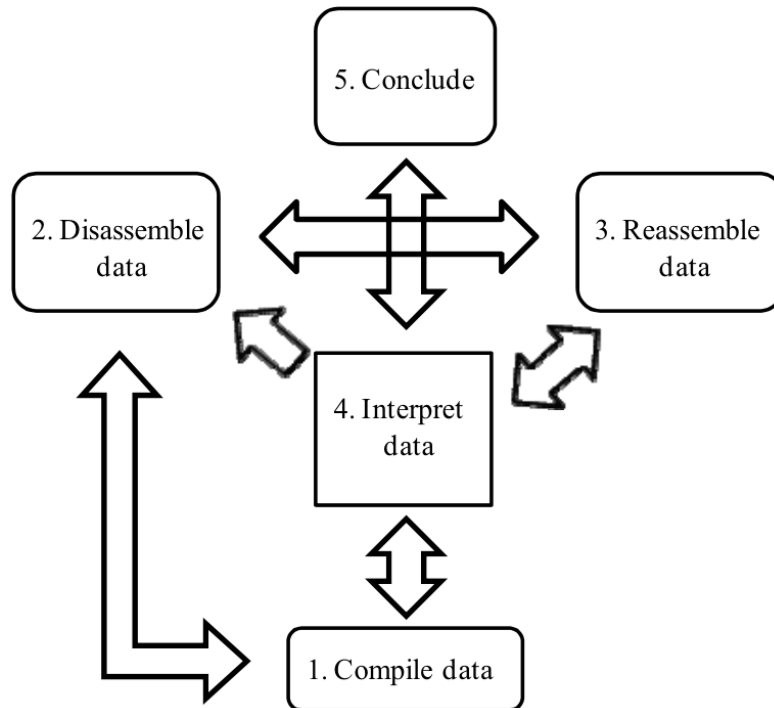 5. Conclude
2. Disassemble
data
3. Reassemble
data
4. Interpret
data
1. Compile data